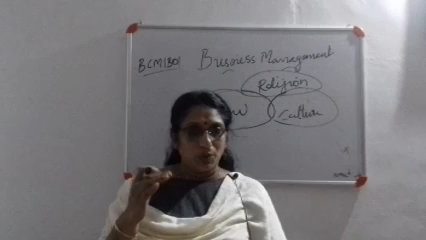 BCM1B01 Business Management
Religion
Culture